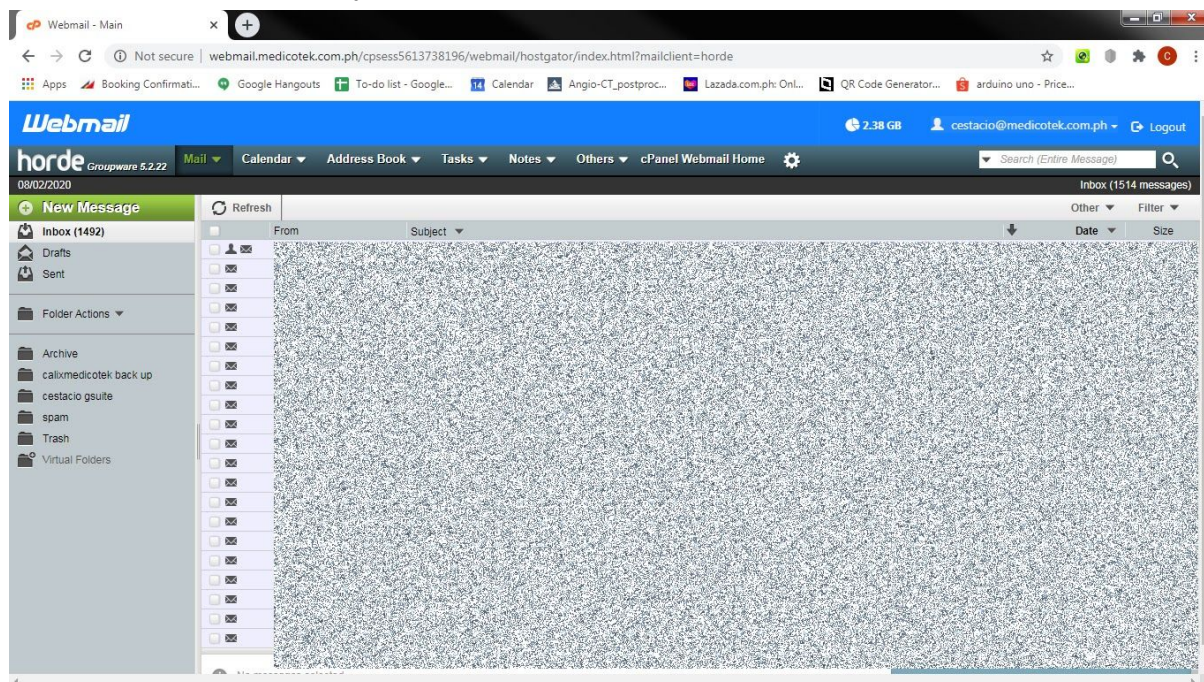 cP Webmail - Main
Not secure | webmail.medicotek.com.ph/cpsess5613738196/webmail/hostgator/index.html?mailclient=horde
Apps Booking Confirmati... Google Hangouts To-do list - Google... 14 Calendar Angio-CT_postproc... Lazada.com.ph: Onl... QR Code Generator... arduino uno - Price...
Webmail 2.38 GB cestacio@medicotek.com.ph Logout
horde Groupware 5.2.22 Mail Calendar Address Book Tasks Notes Others cPanel Webmail Home Search (Entire Message)
08/02/2020 Inbox (1514 messages)
New Message Refresh Other Filter
Inbox (1492) From Subject Date Size
Drafts
Sent
Folder Actions
Archive
calixmedicotek back up
cestacio gsuite
spam
Trash
Virtual Folders